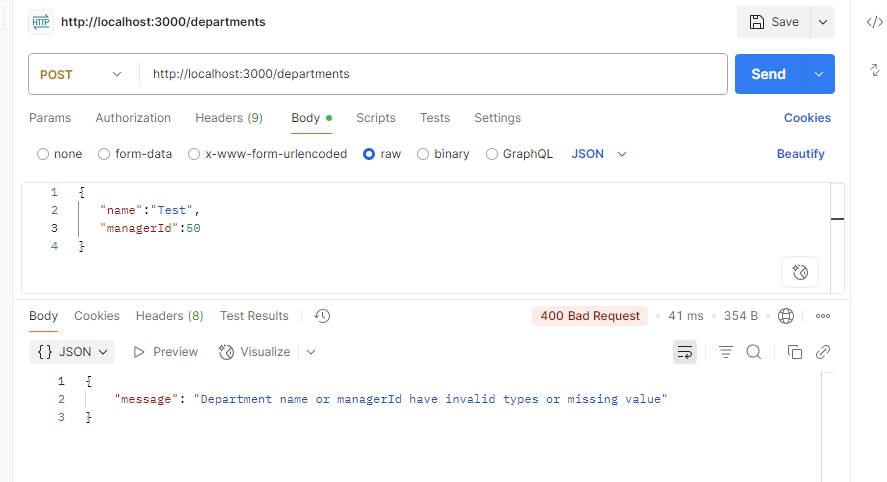 HTTP http://localhost:3000/departments Save </>
POST http://localhost:3000/departments Send
Params Authorization Headers (9) Body Scripts Tests Settings Cookies
none form-data x-www-form-urlencoded raw binary GraphQL JSON Beautify
1 {
2 "name":"Test",
3 "managerId":50
4 }
Body Cookies Headers (8) Test Results 400 Bad Request • 41 ms • 354 B •
{} JSON Preview Visualize
1 {
2 "message": "Department name or managerId have invalid types or missing value"
3 }